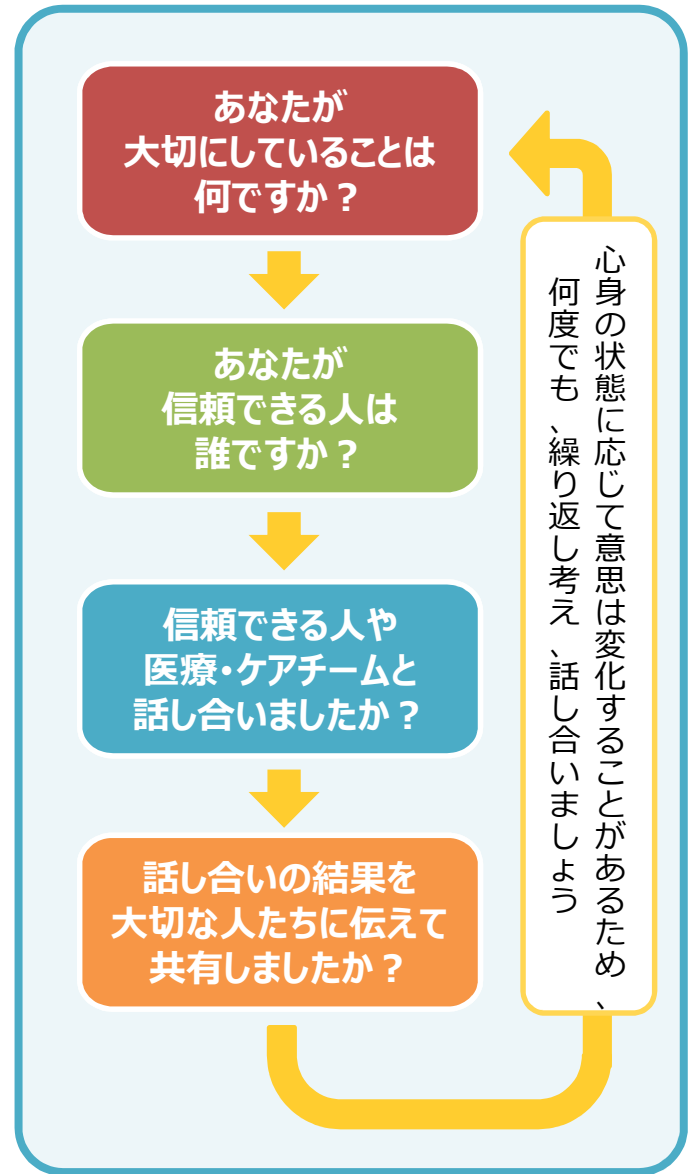 あなたが
大切にしていることは
何ですか？
あなたが
信頼できる人は
誰ですか？
信頼できる人や
医療・ケアチームと
話し合いましたか？
話し合いの結果を
大切な人たちに伝えて
共有しましたか？
心身の状態に応じて意思は変化することがあるため、
何度でも、繰り返し考え、話し合いましょう